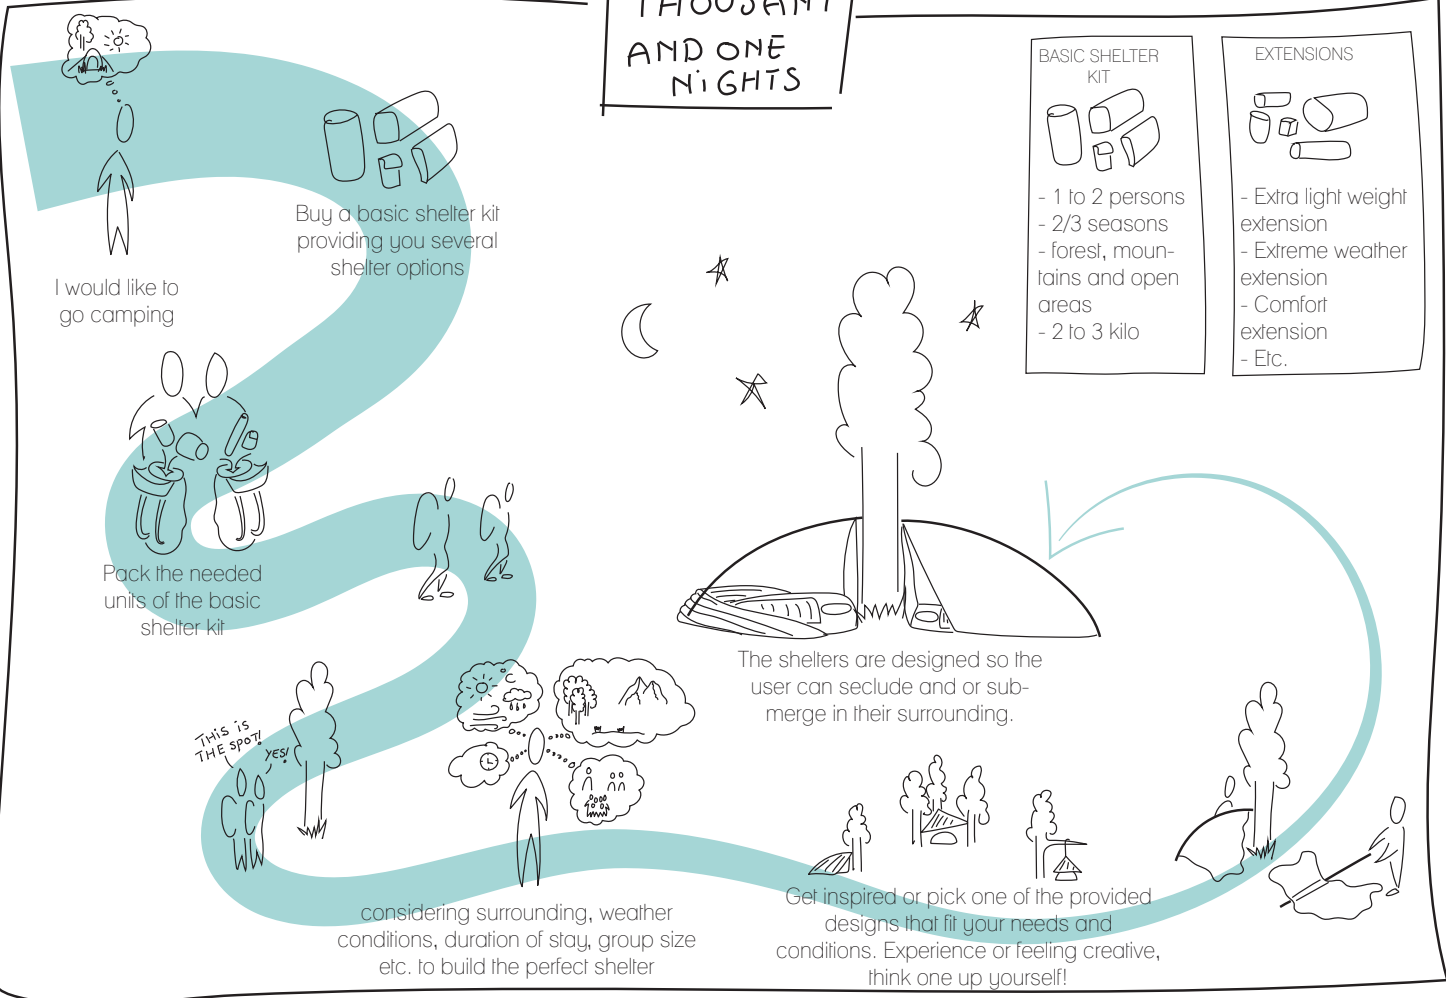 THOUSANT
AND ONE
NiGHTS
BASIC SHELTER
KIT
- 1 to 2 persons
- 2/3 seasons
- forest, moun-
tains and open
areas
- 2 to 3 kilo
EXTENSIONS
- Extra light weight
extension
- Extreme weather
extension
- Comfort
extension
- Etc.
I would like to
go camping
Buy a basic shelter kit
providing you several
shelter options
Pack the needed
units of the basic
shelter kit
THIS iS
THE SPOT!
YES!
considering surrounding, weather
conditions, duration of stay, group size
etc. to build the perfect shelter
Get inspired or pick one of the provided
designs that fit your needs and
conditions. Experience or feeling creative,
think one up yourself!
The shelters are designed so the
user can seclude and or sub-
merge in their surrounding.